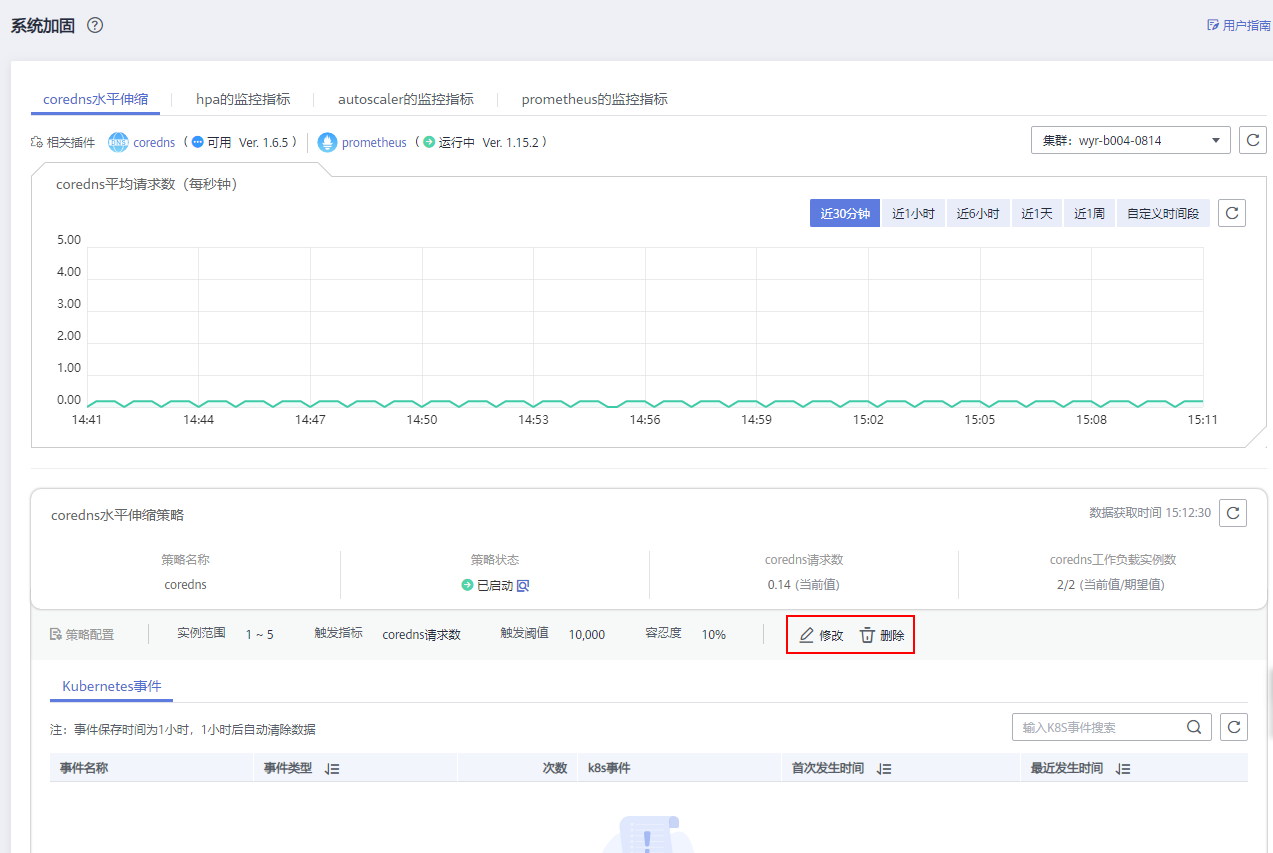 系统加固
用户指南
coredns水平伸缩 hpa的监控指标 autoscaler的监控指标 prometheus的监控指标
相关插件 coredns ( 可用 Ver. 1.6.5 ) prometheus ( 运行中 Ver. 1.15.2 ) 集群：wyr-b004-0814
coredns平均请求数（每秒钟）
近30分钟 近1小时 近6小时 近1天 近1周 自定义时间段
5.00
4.00
3.00
2.00
1.00
0.00
14:41 14:44 14:47 14:50 14:53 14:56 14:59 15:02 15:05 15:08 15:11
coredns水平伸缩策略 数据获取时间 15:12:30
策略名称 策略状态 coredns请求数 coredns工作负载实例数
coredns 已启动 0.14 (当前值) 2/2 (当前值/期望值)
策略配置 实例范围 1 ~ 5 触发指标 coredns请求数 触发阈值 10,000 容忍度 10% 修改 删除
Kubernetes事件
注：事件保存时间为1小时，1小时后自动清除数据 输入K8S事件搜索
事件名称 事件类型 次数 k8s事件 首次发生时间 最近发生时间